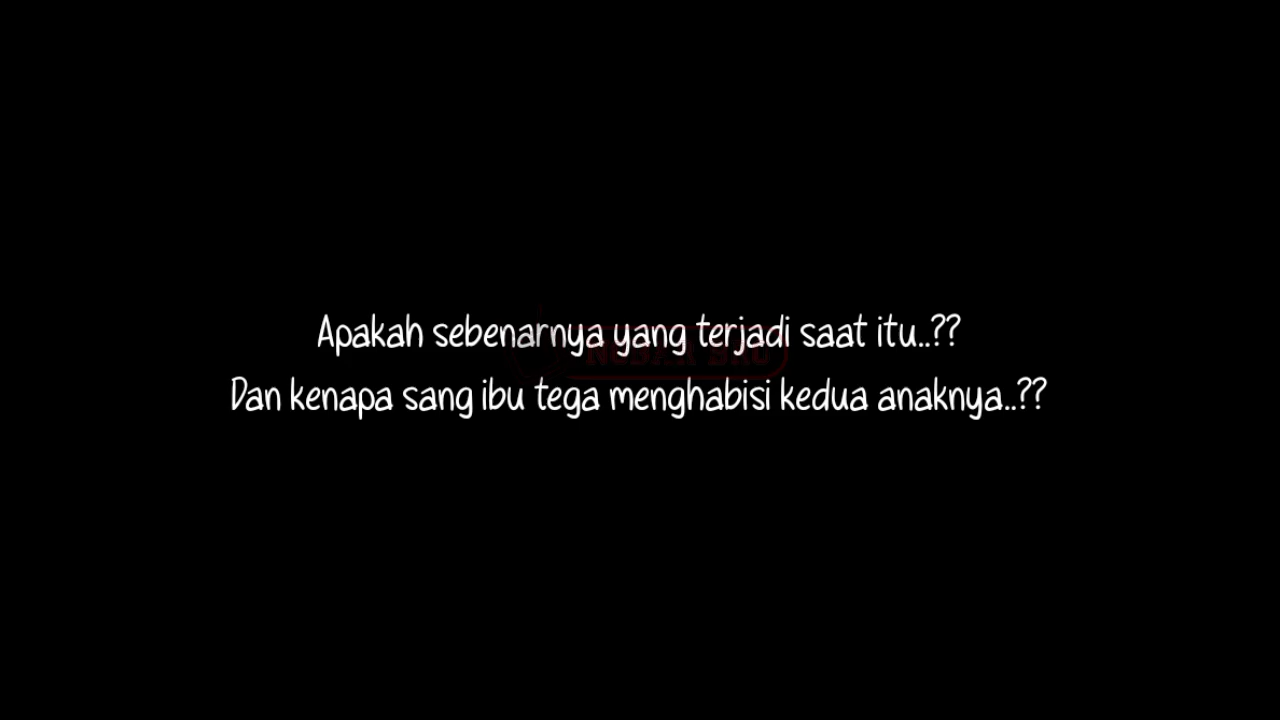 Apakah sebenarnya yang terjadi saat itu..??
Dan kenapa sang ibu tega menghabisi kedua anaknya..??